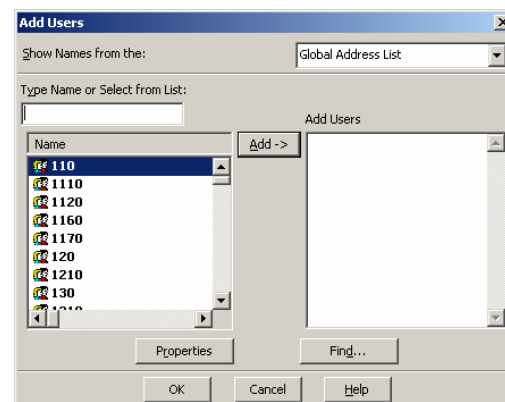 Add Users
Show Names from the:
Global Address List
Type Name or Select from List:
Add Users
Name
Add ->
110
1110
1120
1160
1170
120
1210
130
Properties
Find...
OK
Cancel
Help